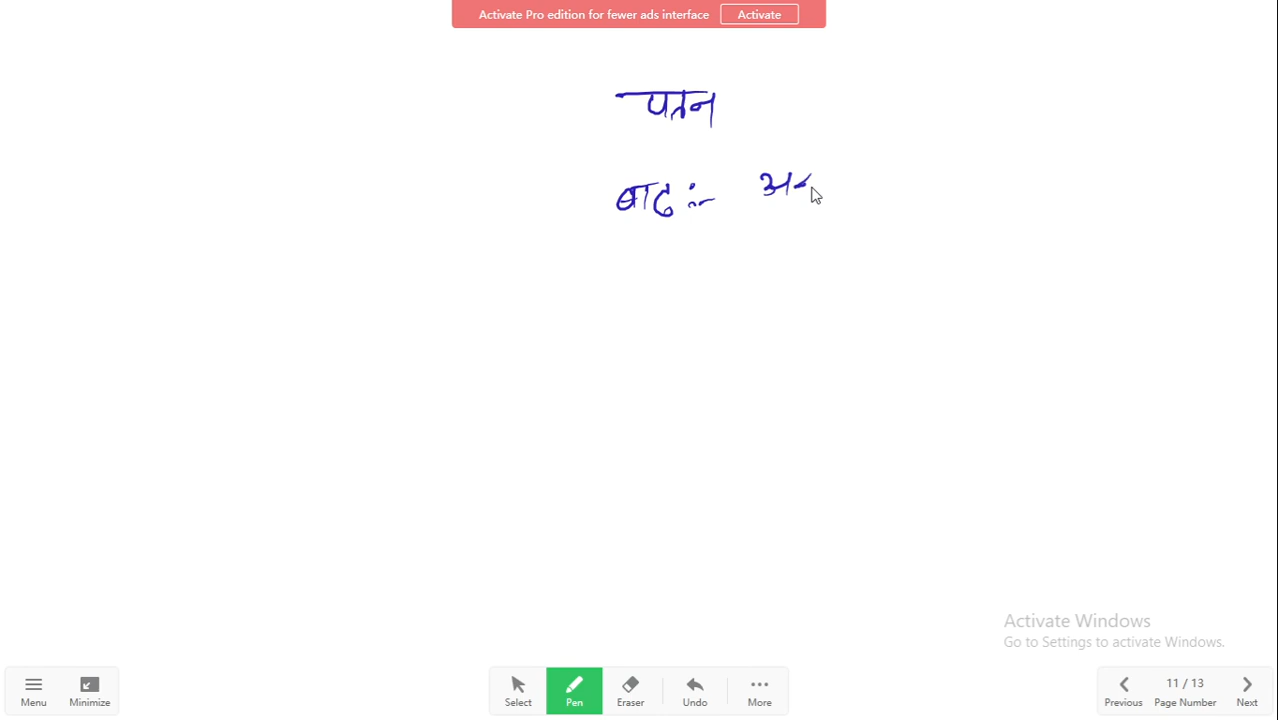 Activate Pro edition for fewer ads interface Activate
पतन
बाढ :-
Activate Windows
Go to Settings to activate Windows.
Menu Minimize Select Pen Eraser Undo More Previous 11 / 13 Page Number Next